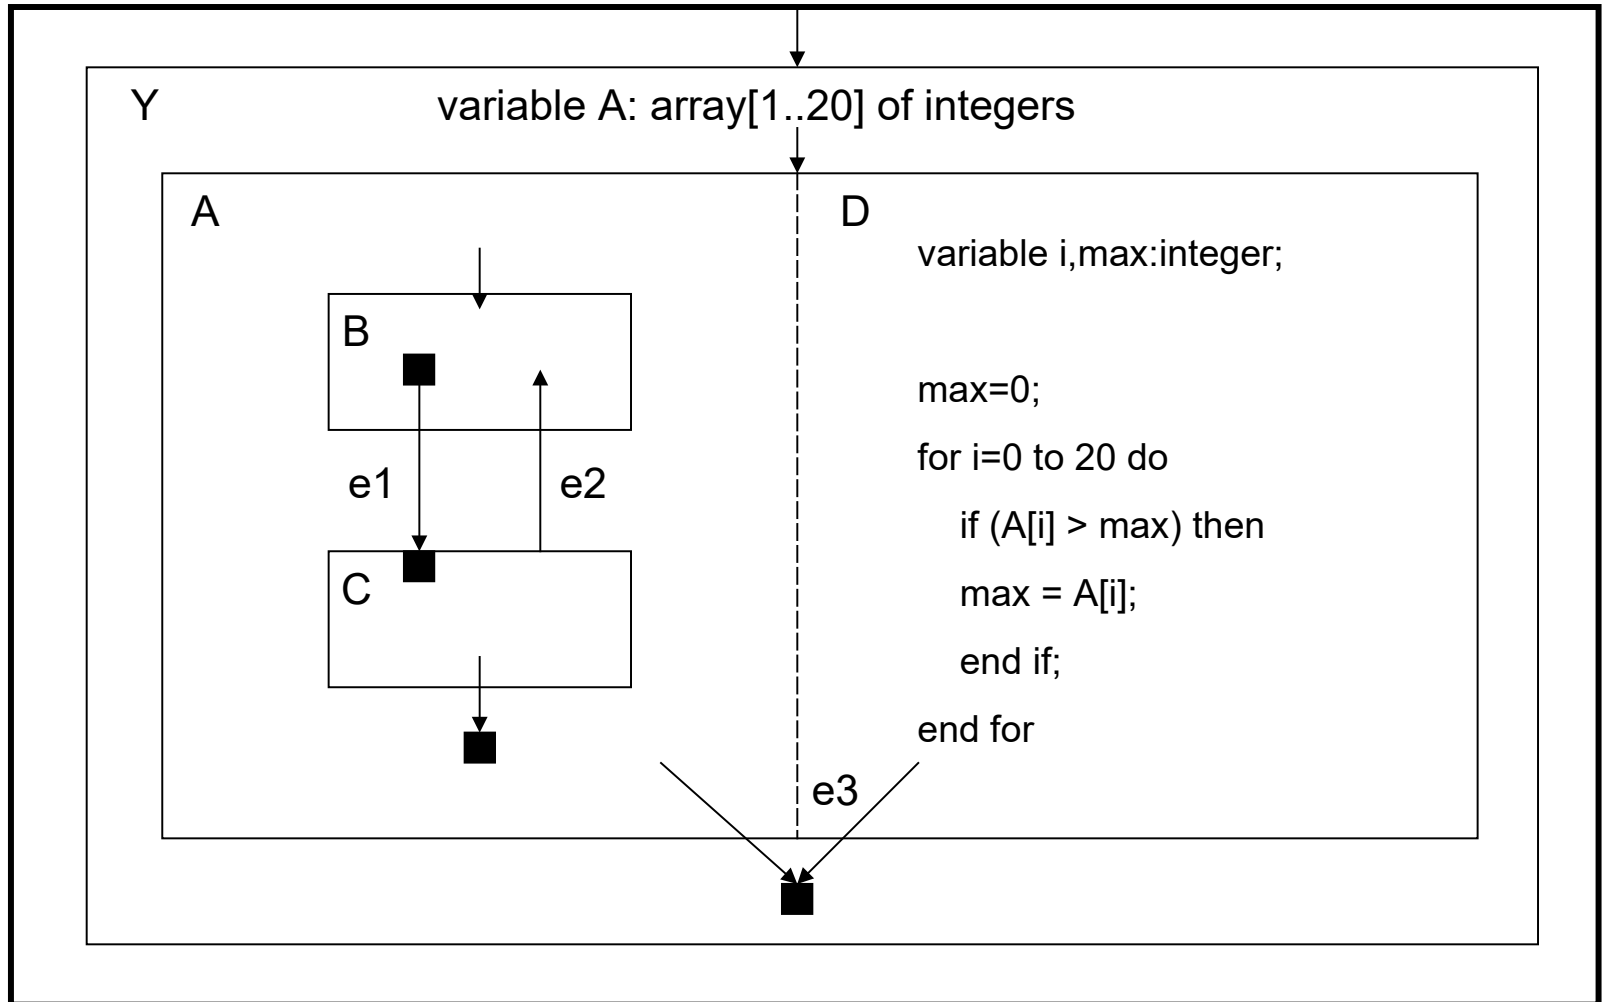 Y
variable A: array[1..20] of integers
A
D
variable i,max:integer;
B
max=0;
for i=0 to 20 do
e1
e2
if (A[i] > max) then
C
max = A[i];
end if;
end for
e3